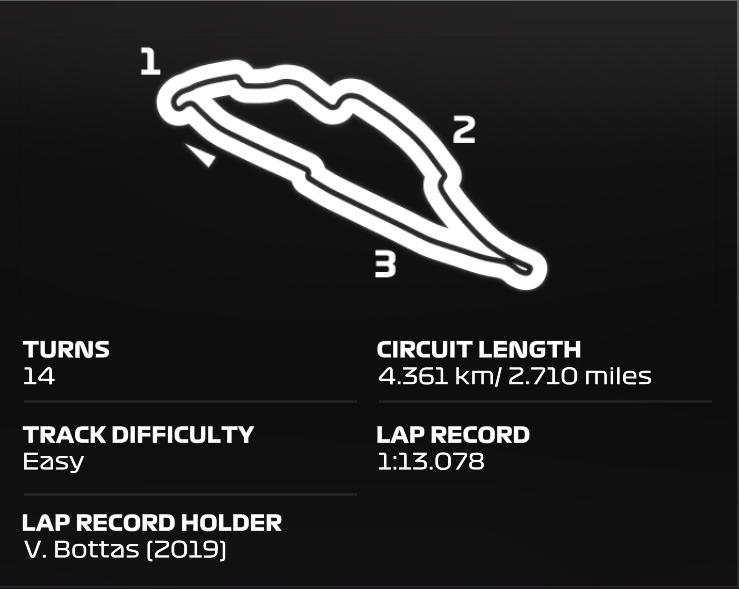 1
2
3
TURNS
14
CIRCUIT LENGTH
4.361 km/ 2.710 miles
TRACK DIFFICULTY
Easy
LAP RECORD
1:13.078
LAP RECORD HOLDER
V. Bottas (2019)